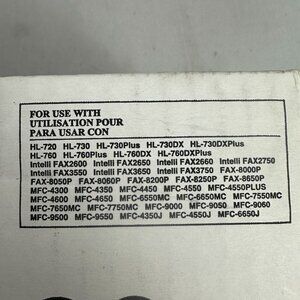 FOR USE WITH
UTILISATION POUR
PARA USAR CON
HL-720 HL-730 HL-730Plus HL-730DX HL-730DXPlus
HL-760 HL-760Plus HL-760DX HL-760DXPlus
Intelli FAX2600 Intelli FAX2650 Intelli FAX2660 Intelli FAX2750
Intelli FAX3550 Intelli FAX3650 Intelli FAX3750 FAX-8000P
FAX-8050P FAX-8060P FAX-8200P FAX-8250P FAX-8650P
MFC-4300 MFC-4350 MFC-4450 MFC-4550 MFC-4550PLUS
MFC-4600 MFC-4650 MFC-6550MC MFC-6650MC MFC-7550MC
MFC-7650MC MFC-7750MC MFC-9000 MFC-9050 MFC-9060
MFC-9500 MFC-9550 MFC-4350J MFC-4550J MFC-6650J